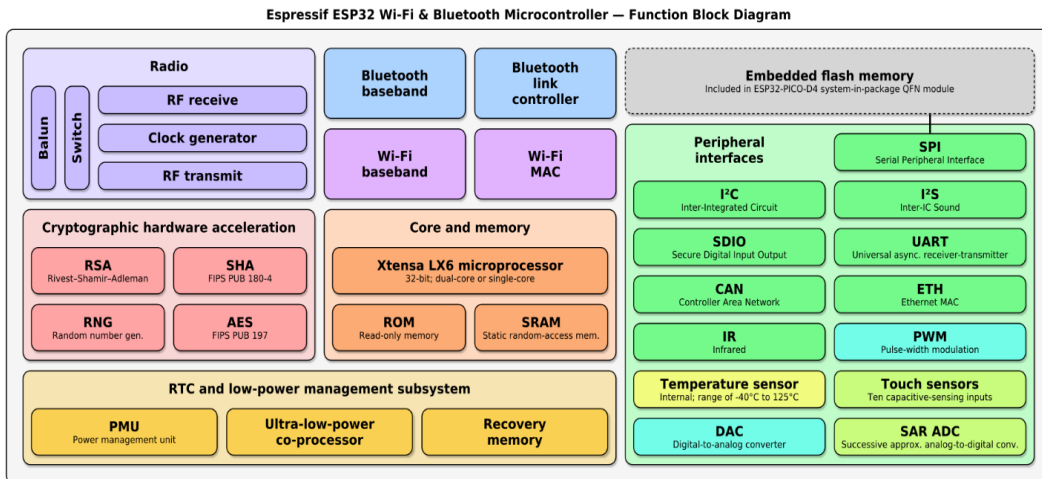 Espressif ESP32 Wi-Fi & Bluetooth Microcontroller — Function Block Diagram
Radio
Balun
Switch
RF receive
Clock generator
RF transmit
Bluetooth
baseband
Bluetooth
link
controller
Wi-Fi
baseband
Wi-Fi
MAC
Embedded flash memory
Included in ESP32-PICO-D4 system-in-package QFN module
Cryptographic hardware acceleration
RSA
Rivest–Shamir–Adleman
SHA
FIPS PUB 180-4
RNG
Random number gen.
AES
FIPS PUB 197
Core and memory
Xtensa LX6 microprocessor
32-bit; dual-core or single-core
ROM
Read-only memory
SRAM
Static random-access mem.
RTC and low-power management subsystem
PMU
Power management unit
Ultra-low-power
co-processor
Recovery
memory
Peripheral
interfaces
SPI
Serial Peripheral Interface
I²C
Inter-Integrated Circuit
I²S
Inter-IC Sound
SDIO
Secure Digital Input Output
UART
Universal async. receiver-transmitter
CAN
Controller Area Network
ETH
Ethernet MAC
IR
Infrared
PWM
Pulse-width modulation
Temperature sensor
Internal; range of -40°C to 125°C
Touch sensors
Ten capacitive-sensing inputs
DAC
Digital-to-analog converter
SAR ADC
Successive approx. analog-to-digital conv.